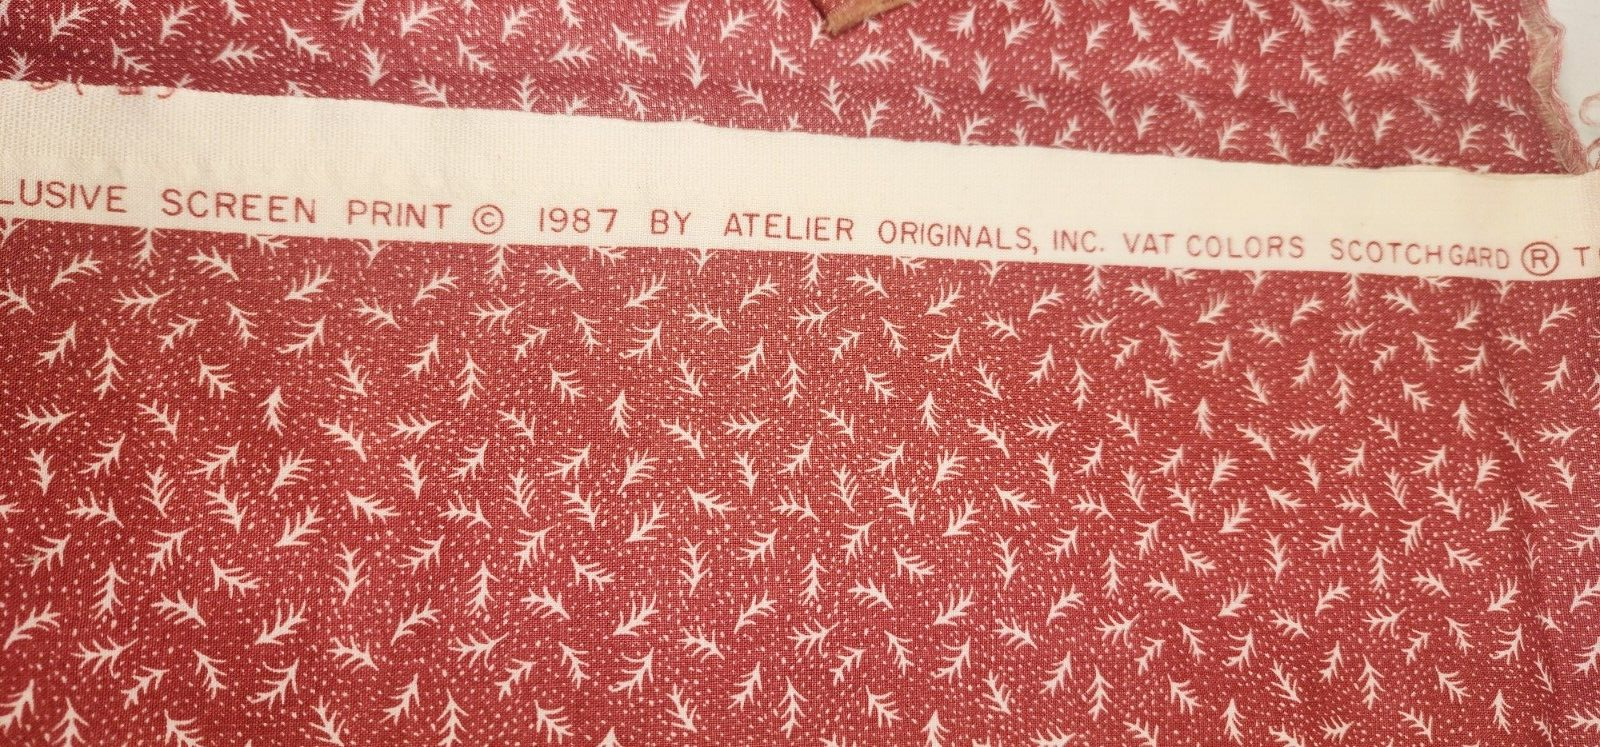 LUSIVE SCREEN PRINT © 1987 BY ATELIER ORIGINALS, INC. VAT COLORS SCOTCHGARD ® T